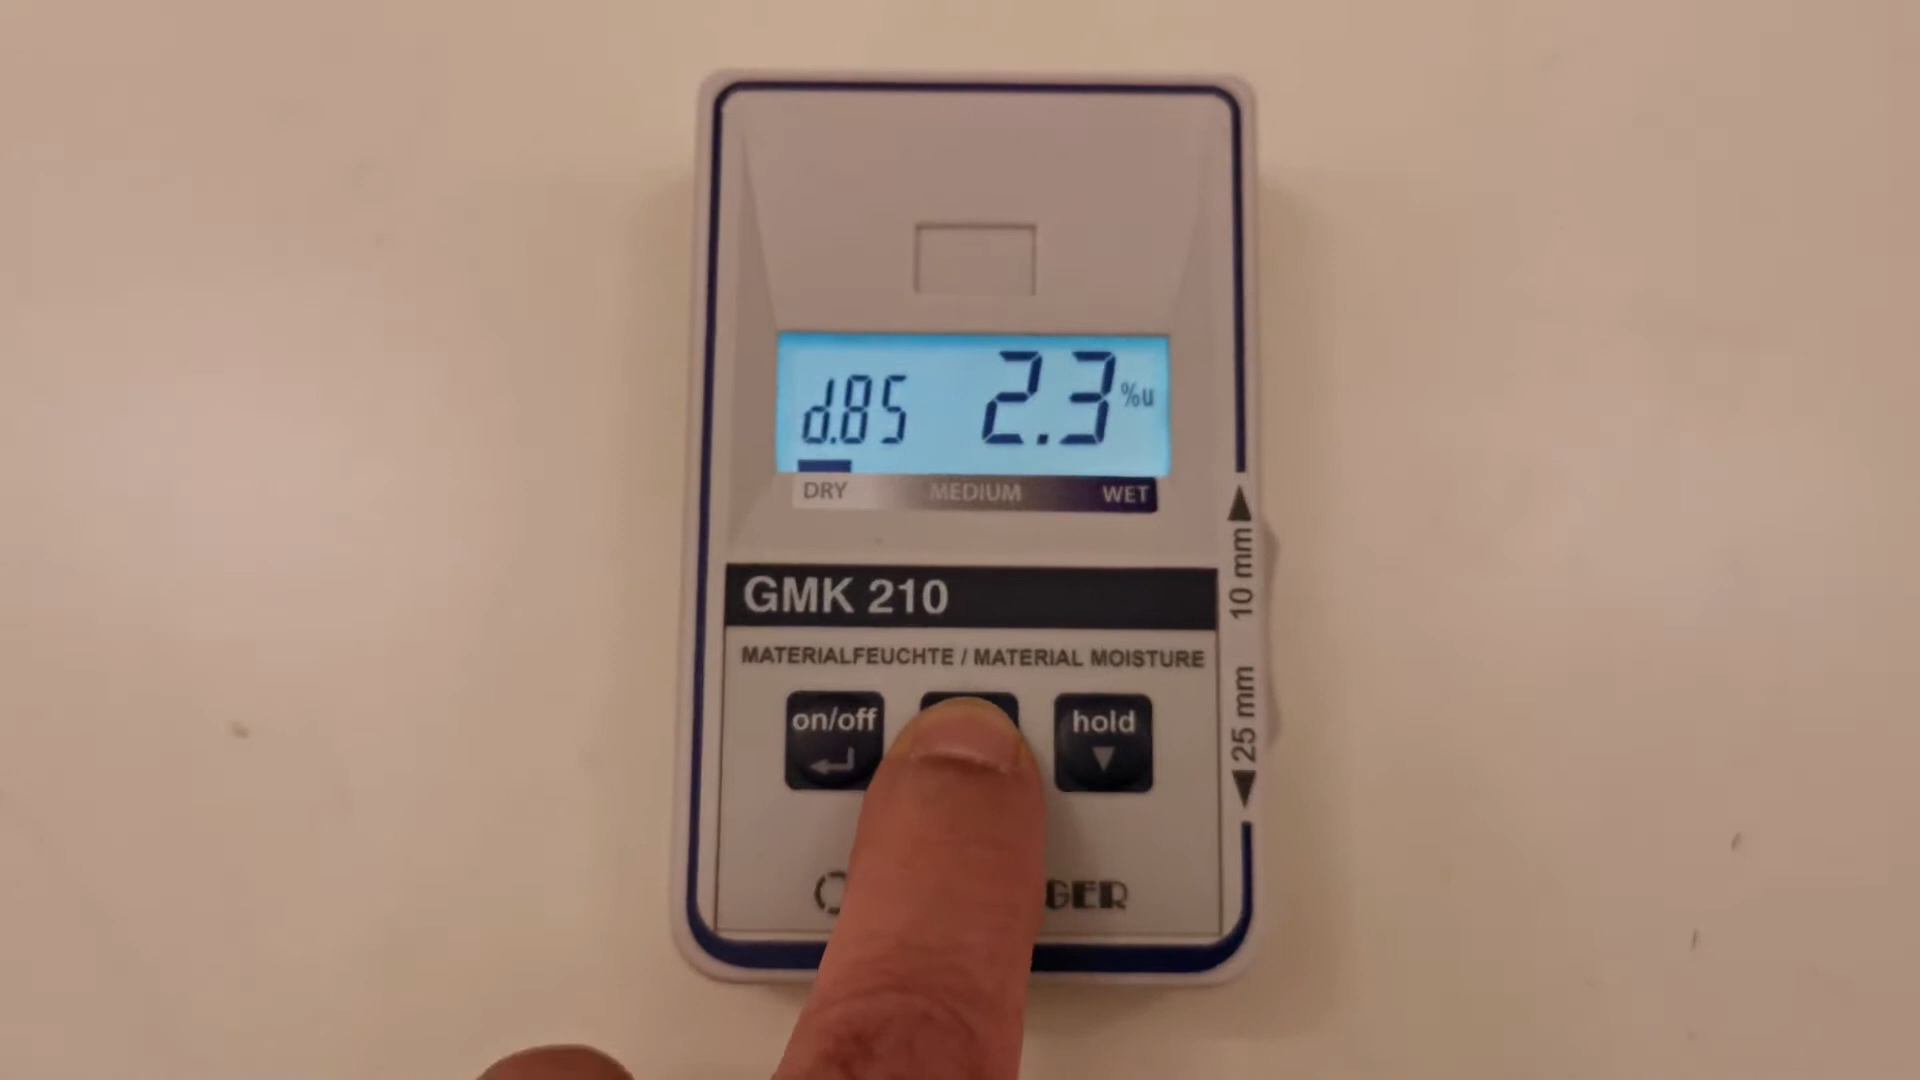 d.85 2.3 %u
DRY MEDIUM WET
GMK 210
MATERIALFEUCHTE / MATERIAL MOISTURE
10 mm
25 mm
on/off
hold